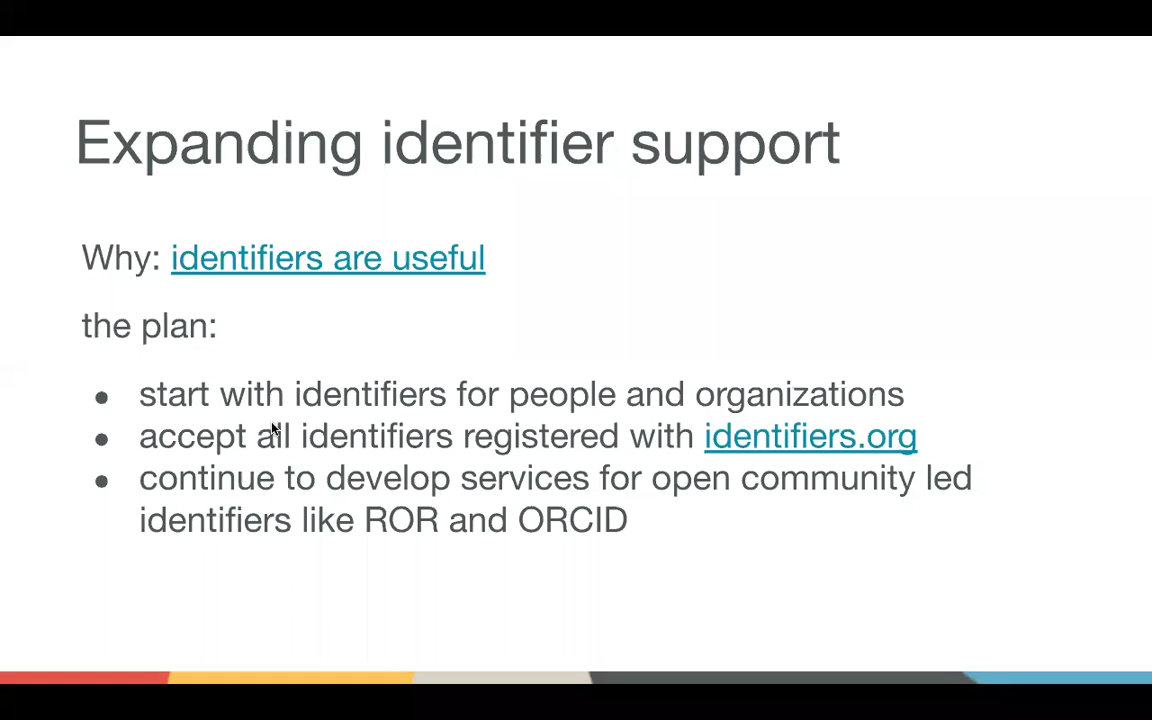 Expanding identifier support
Why: identifiers are useful
the plan:
● start with identifiers for people and organizations
● accept all identifiers registered with identifiers.org
● continue to develop services for open community led
identifiers like ROR and ORCID